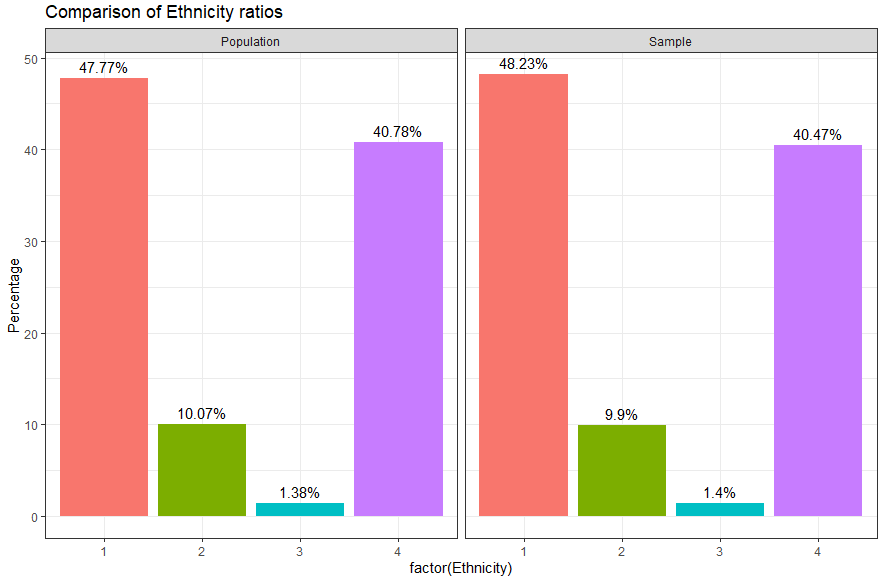 Comparison of Ethnicity ratios
Population
Sample
Percentage
50
40
30
20
10
0
47.77%
10.07%
1.38%
40.78%
48.23%
9.9%
1.4%
40.47%
1 2 3 4
1 2 3 4
factor(Ethnicity)